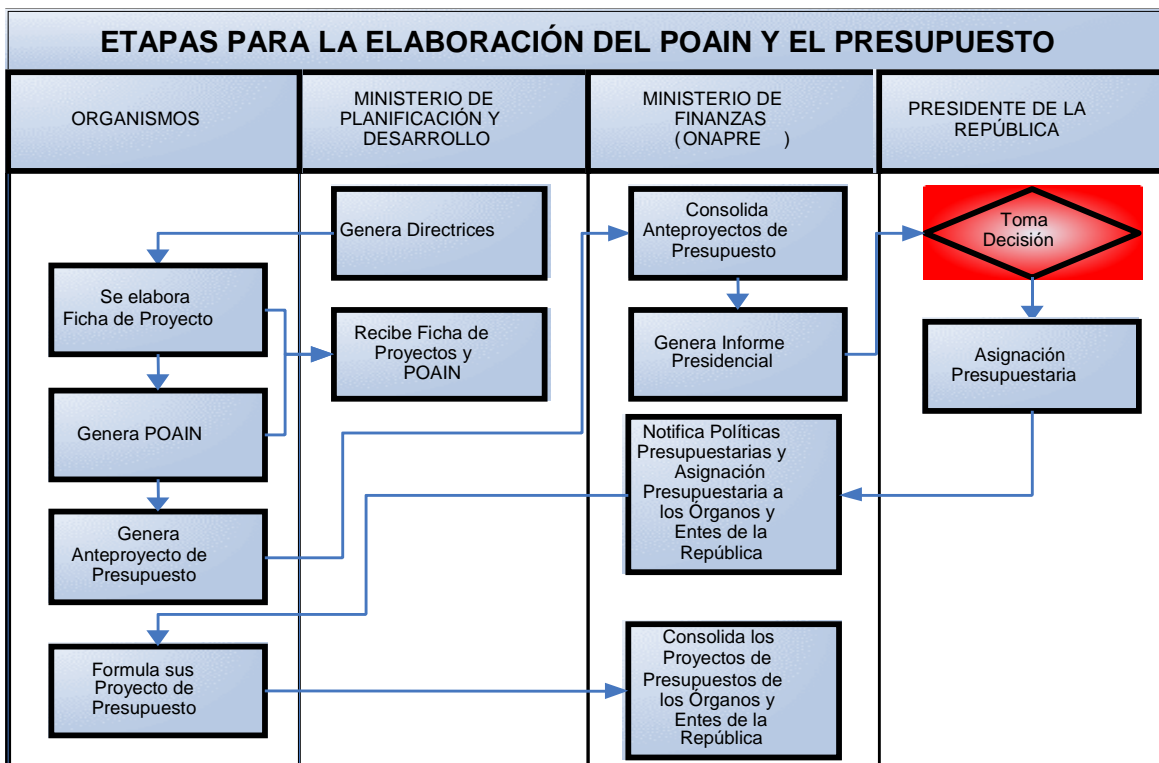 ETAPAS PARA LA ELABORACIÓN DEL POAIN Y EL PRESUPUESTO
ORGANISMOS
MINISTERIO DE
PLANIFICACIÓN Y
DESARROLLO
MINISTERIO DE
FINANZAS
(ONAPRE )
PRESIDENTE DE LA
REPÚBLICA
Genera Directrices
Consolida
Anteproyectos de
Presupuesto
Toma
Decisión
Se elabora
Ficha de Proyecto
Recibe Ficha de
Proyectos y
POAIN
Genera Informe
Presidencial
Asignación
Presupuestaria
Genera POAIN
Notifica Políticas
Presupuestarias y
Asignación
Presupuestaria a
los Órganos y
Entes de la
República
Genera
Anteproyecto de
Presupuesto
Formula sus
Proyecto de
Presupuesto
Consolida los
Proyectos de
Presupuestos de
los Órganos y
Entes de la
República